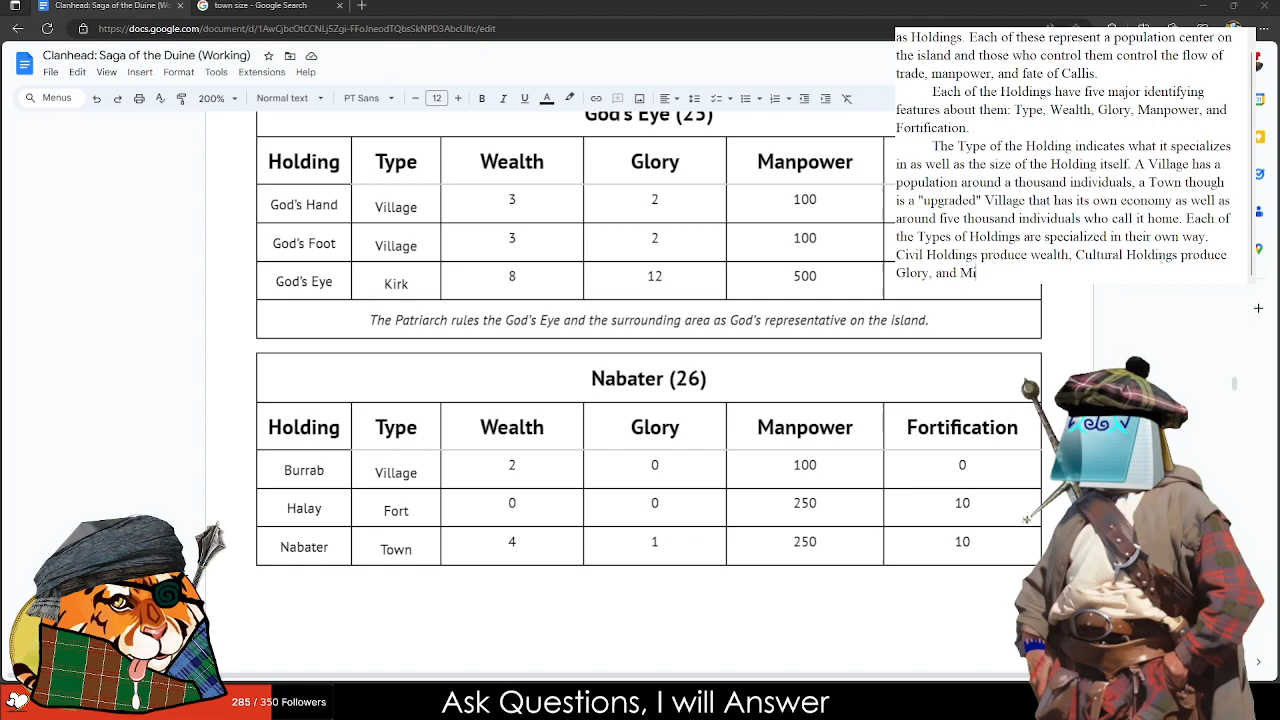 Clanhead: Saga of the Duine (Wo
town size - Google Search
https://docs.google.com/document/d/1AwCjbcOtCCNLj5Zgi-FFoJneodTQbsSkNPD3AbcUltc/edit
Clanhead: Saga of the Duine (Working)
File Edit View Insert Format Tools Extensions Help
Menus 200% Normal text PT Sans 12 B I U A
as Holdings. Each of these represent a population center on
the island and those who control them control the flow of
trade, manpower, and fate of Callis.
Each of the Holdings have five major identifying
features about them: Type, Wealth, Glory, Manpower, and
Fortification.
The Type of the Holding indicates what it specializes
in as well as the size of the Holding itself. A Village has a
population around a thousand individuals, a Town though
is a "upgraded" Village that has its own economy as well as
around five thousand individuals who call it home. Each of
the Types of Holdings are specialized in their own way.
Civil Holdings produce wealth, Cultural Holdings produce
Glory, and Mi
God's Eye (25)
Holding Type Wealth Glory Manpower
God's Hand Village 3 2 100
God's Foot Village 3 2 100
God's Eye Kirk 8 12 500
The Patriarch rules the God's Eye and the surrounding area as God's representative on the island.
Nabater (26)
Holding Type Wealth Glory Manpower Fortification
Burrab Village 2 0 100 0
Halay Fort 0 0 250 10
Nabater Town 4 1 250 10
285 / 350 Followers
Ask Questions, I will Answer